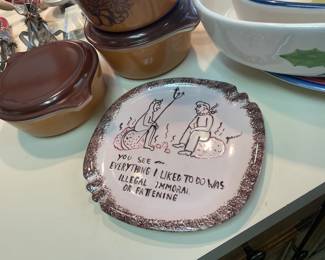 YOU SEE —
EVERYTHING I LIKED TO DO WAS
ILLEGAL IMMORAL
OR FATTENING